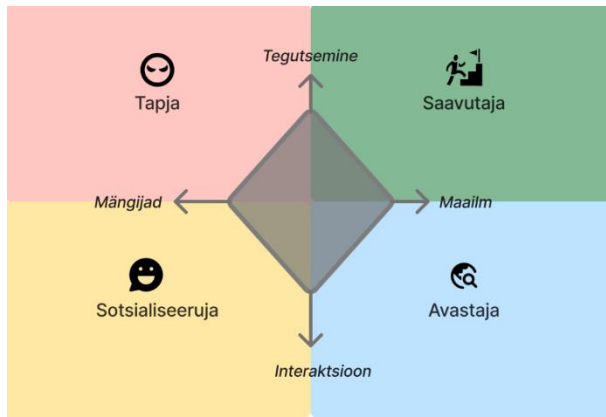 Tegutsemine
Tapja
Saavutaja
Mängijad
Maailm
Sotsialiseeruja
Avastaja
Interaktsioon